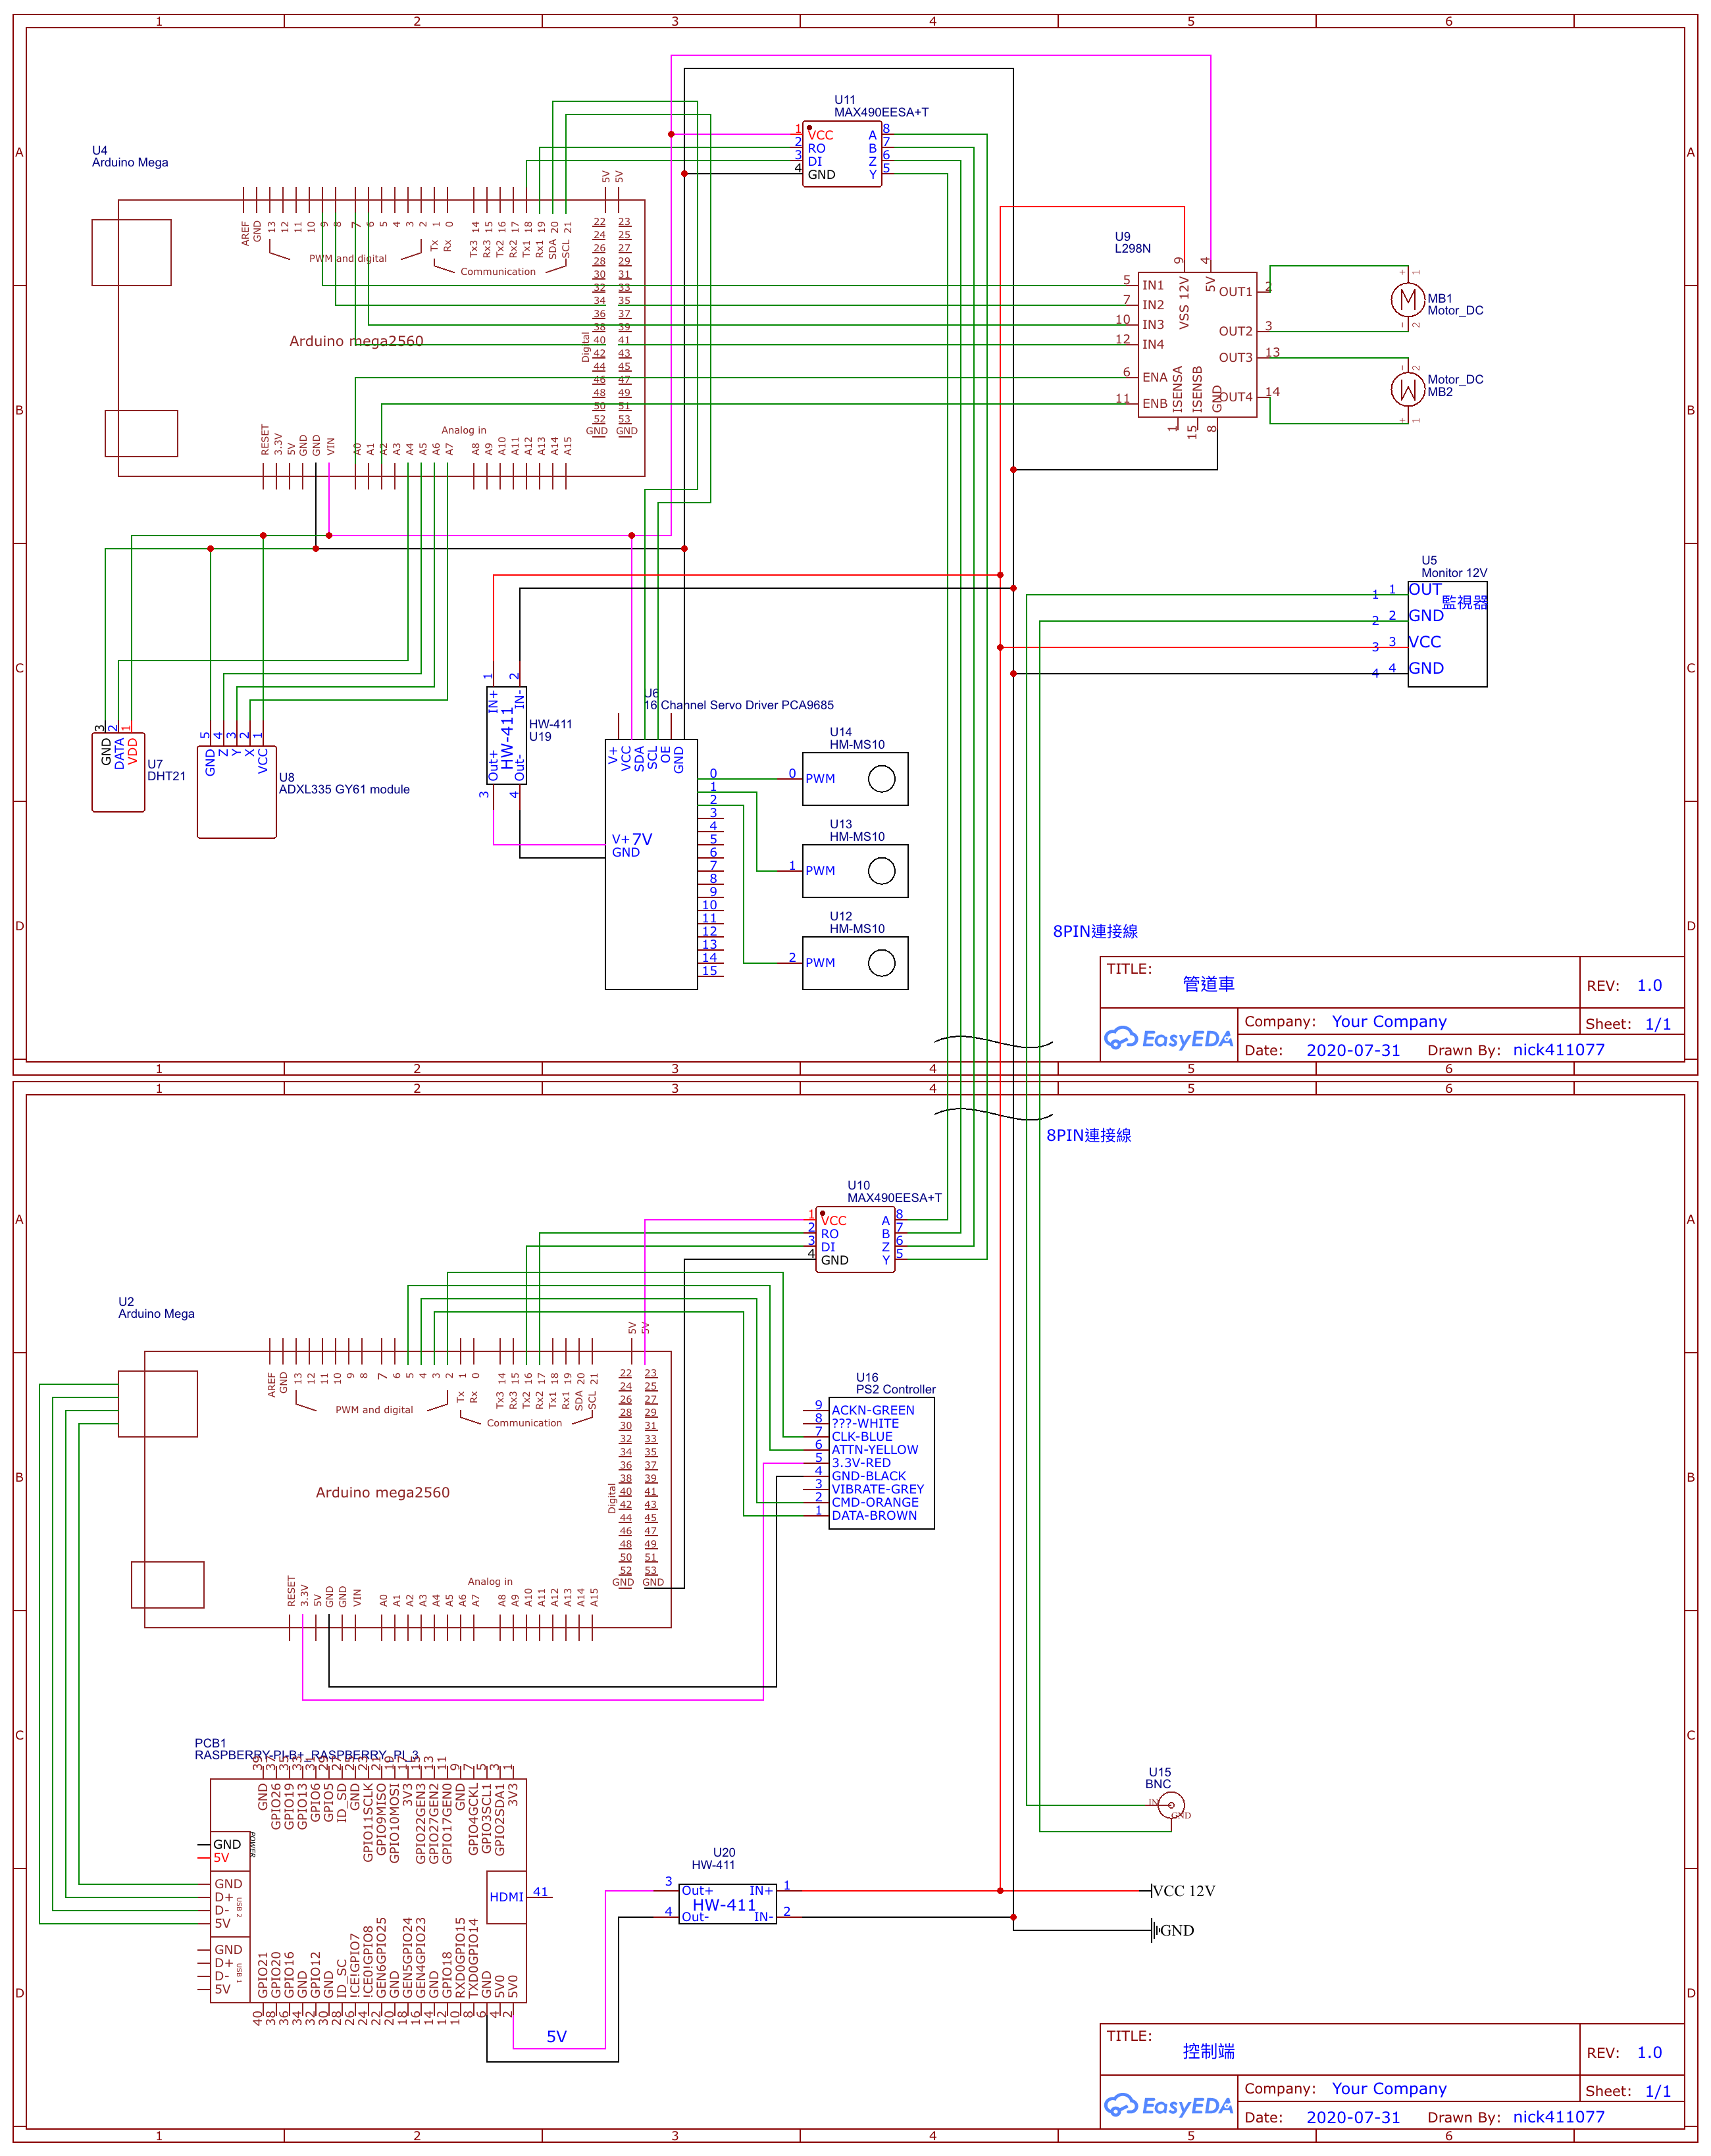 1 2 3 4 5 6
A
B
C
D
U4
Arduino Mega
AREF GND 13 12 11 10 9 8 7 6 5 4 3 2 1 0 14 15 16 17 18 19 20 21
Tx Rx Tx3 Rx3 Tx2 Rx2 Tx1 Rx1 SDA SCL
5V 5V
PWM and digital
Communication
Arduino mega2560
Digital
22 23
24 25
26 27
28 29
30 31
32 33
34 35
36 37
38 39
40 41
42 43
44 45
46 47
48 49
50 51
52 53
GND GND
Analog in
RESET 3.3V 5V GND GND VIN A0 A1 A2 A3 A4 A5 A6 A7 A8 A9 A10 A11 A12 A13 A14 A15
U11
MAX490EESA+T
1 VCC A 8
2 RO B 7
3 DI Z 6
4 GND Y 5
U9
L298N
9 4
VSS 12V 5V
5 IN1
7 IN2
10 IN3
12 IN4
6 ENA
11 ENB
OUT1 2
OUT2 3
OUT3 13
OUT4 14
ISENSA ISENSB GND
1 15 8
+ 1
M
- 2
MB1
Motor_DC
- 2
M
+ 1
Motor_DC
MB2
U5
Monitor 12V
1 1 OUT
監視器
2 2 GND
3 3 VCC
4 4 GND
3 2 1
GND DATA VDD
U7
DHT21
5 4 3 2 1
GND Z Y X VCC
U8
ADXL335 GY61 module
1 2
IN+ IN-
HW-411
Out+ Out-
3 4
HW-411
U19
U6
16 Channel Servo Driver PCA9685
V+ VCC SDA SCL OE GND
V+ 7V
GND
0
1
2
3
4
5
6
7
8
9
10
11
12
13
14
15
U14
HM-MS10
0 PWM
U13
HM-MS10
1 PWM
U12
HM-MS10
2 PWM
8PIN連接線
TITLE:
管道車
REV: 1.0
EasyEDA
Company: Your Company
Sheet: 1/1
Date: 2020-07-31 Drawn By: nick411077
A
B
C
D
1 2 3 4 5 6
1 2 3 4 5 6
A
B
C
D
8PIN連接線
U10
MAX490EESA+T
1 VCC A 8
2 RO B 7
3 DI Z 6
4 GND Y 5
U2
Arduino Mega
AREF GND 13 12 11 10 9 8 7 6 5 4 3 2 1 0 14 15 16 17 18 19 20 21
Tx Rx Tx3 Rx3 Tx2 Rx2 Tx1 Rx1 SDA SCL
5V 5V
PWM and digital
Communication
Arduino mega2560
Digital
22 23
24 25
26 27
28 29
30 31
32 33
34 35
36 37
38 39
40 41
42 43
44 45
46 47
48 49
50 51
52 53
GND GND
Analog in
RESET 3.3V 5V GND GND VIN A0 A1 A2 A3 A4 A5 A6 A7 A8 A9 A10 A11 A12 A13 A14 A15
U16
PS2 Controller
9 ACKN-GREEN
8 ???-WHITE
7 CLK-BLUE
6 ATTN-YELLOW
5 3.3V-RED
4 GND-BLACK
3 VIBRATE-GREY
2 CMD-ORANGE
1 DATA-BROWN
PCB1
RASPBERRY-PI-B+_RASPBERRY_PI_3
39 37 35 33 31 29 27 25 23 21 19 17 15 13 11 9 7 5 3 1
GND GPIO26 GPIO19 GPIO13 GPIO6 GPIO5 ID_SD GND GPIO11SCLK GPIO9MISO GPIO10MOSI 3V3 GPIO22GEN3 GPIO27GEN2 GPIO17GEN0 GND GPIO4GCKL GPIO3SCL1 GPIO2SDA1 3V3
GND
5V
POWER
GND
D+
D-
5V
USB 2
GND
D+
D-
5V
USB 1
HDMI 41
GPIO21 GPIO20 GPIO16 GND GPIO12 GND ID_SC !CE!GPIO7 !CE0!GPIO8 GEN6GPIO25 GND GEN5GPIO24 GEN4GPIO23 GND GPIO18 RXD0GPIO15 TXD0GPIO14 GND 5V0 5V0
40 38 36 34 32 30 28 26 24 22 20 18 16 14 12 10 8 6 4 2
5V
U20
HW-411
3 Out+ IN+ 1
HW-411
4 Out- IN- 2
U15
BNC
IN
GND
VCC 12V
GND
TITLE:
控制端
REV: 1.0
EasyEDA
Company: Your Company
Sheet: 1/1
Date: 2020-07-31 Drawn By: nick411077
A
B
C
D
1 2 3 4 5 6